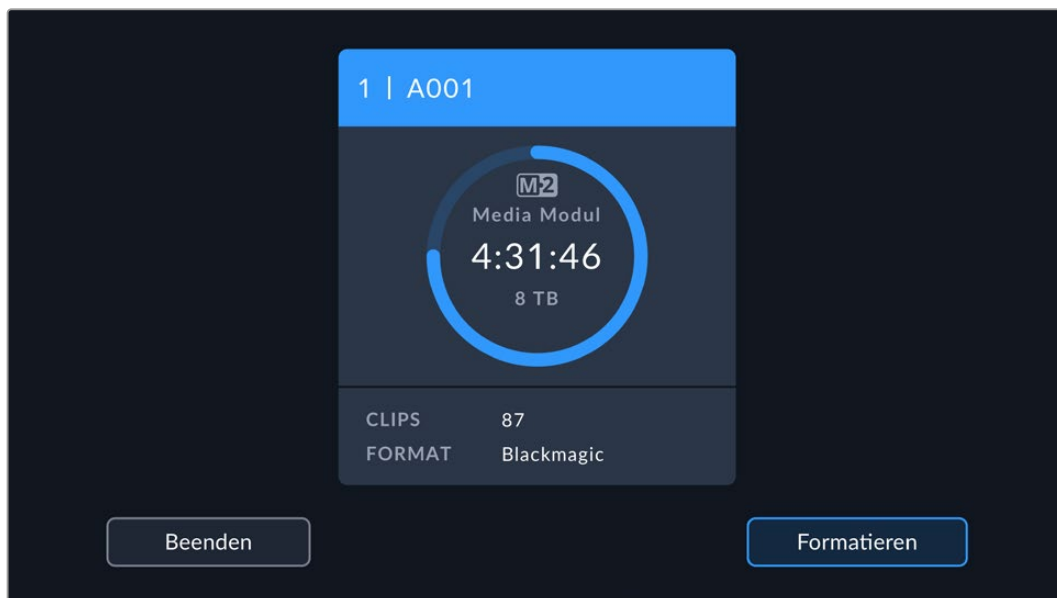 1 | A001
M2
Media Modul
4:31:46
8 TB
CLIPS 87
FORMAT Blackmagic
Beenden
Formatieren